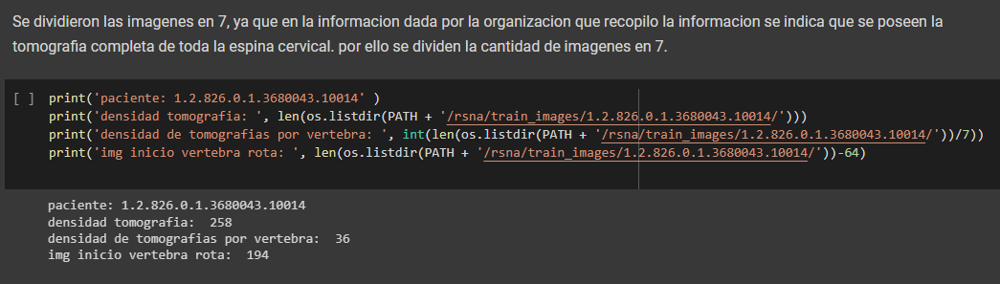 Se dividieron las imagenes en 7, ya que en la informacion dada por la organizacion que recopilo la informacion se indica que se poseen la
tomografia completa de toda la espina cervical. por ello se dividen la cantidad de imagenes en 7.
[ ] print('paciente: 1.2.826.0.1.3680043.10014' )
print('densidad tomografia: ', len(os.listdir(PATH + '/rsna/train_images/1.2.826.0.1.3680043.10014/')))
print('densidad de tomografias por vertebra: ', int(len(os.listdir(PATH + '/rsna/train_images/1.2.826.0.1.3680043.10014/'))/7))
print('img inicio vertebra rota: ', len(os.listdir(PATH + '/rsna/train_images/1.2.826.0.1.3680043.10014/'))-64)
paciente: 1.2.826.0.1.3680043.10014
densidad tomografia:  258
densidad de tomografias por vertebra:  36
img inicio vertebra rota:  194